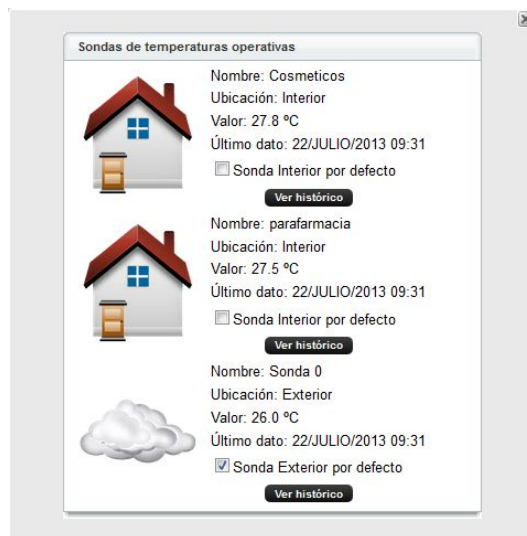 Sondas de temperaturas operativas
Nombre: Cosmeticos
Ubicación: Interior
Valor: 27.8 ºC
Último dato: 22/JULIO/2013 09:31
Sonda Interior por defecto
Ver histórico
Nombre: parafarmacia
Ubicación: Interior
Valor: 27.5 ºC
Último dato: 22/JULIO/2013 09:31
Sonda Interior por defecto
Ver histórico
Nombre: Sonda 0
Ubicación: Exterior
Valor: 26.0 ºC
Último dato: 22/JULIO/2013 09:31
Sonda Exterior por defecto
Ver histórico